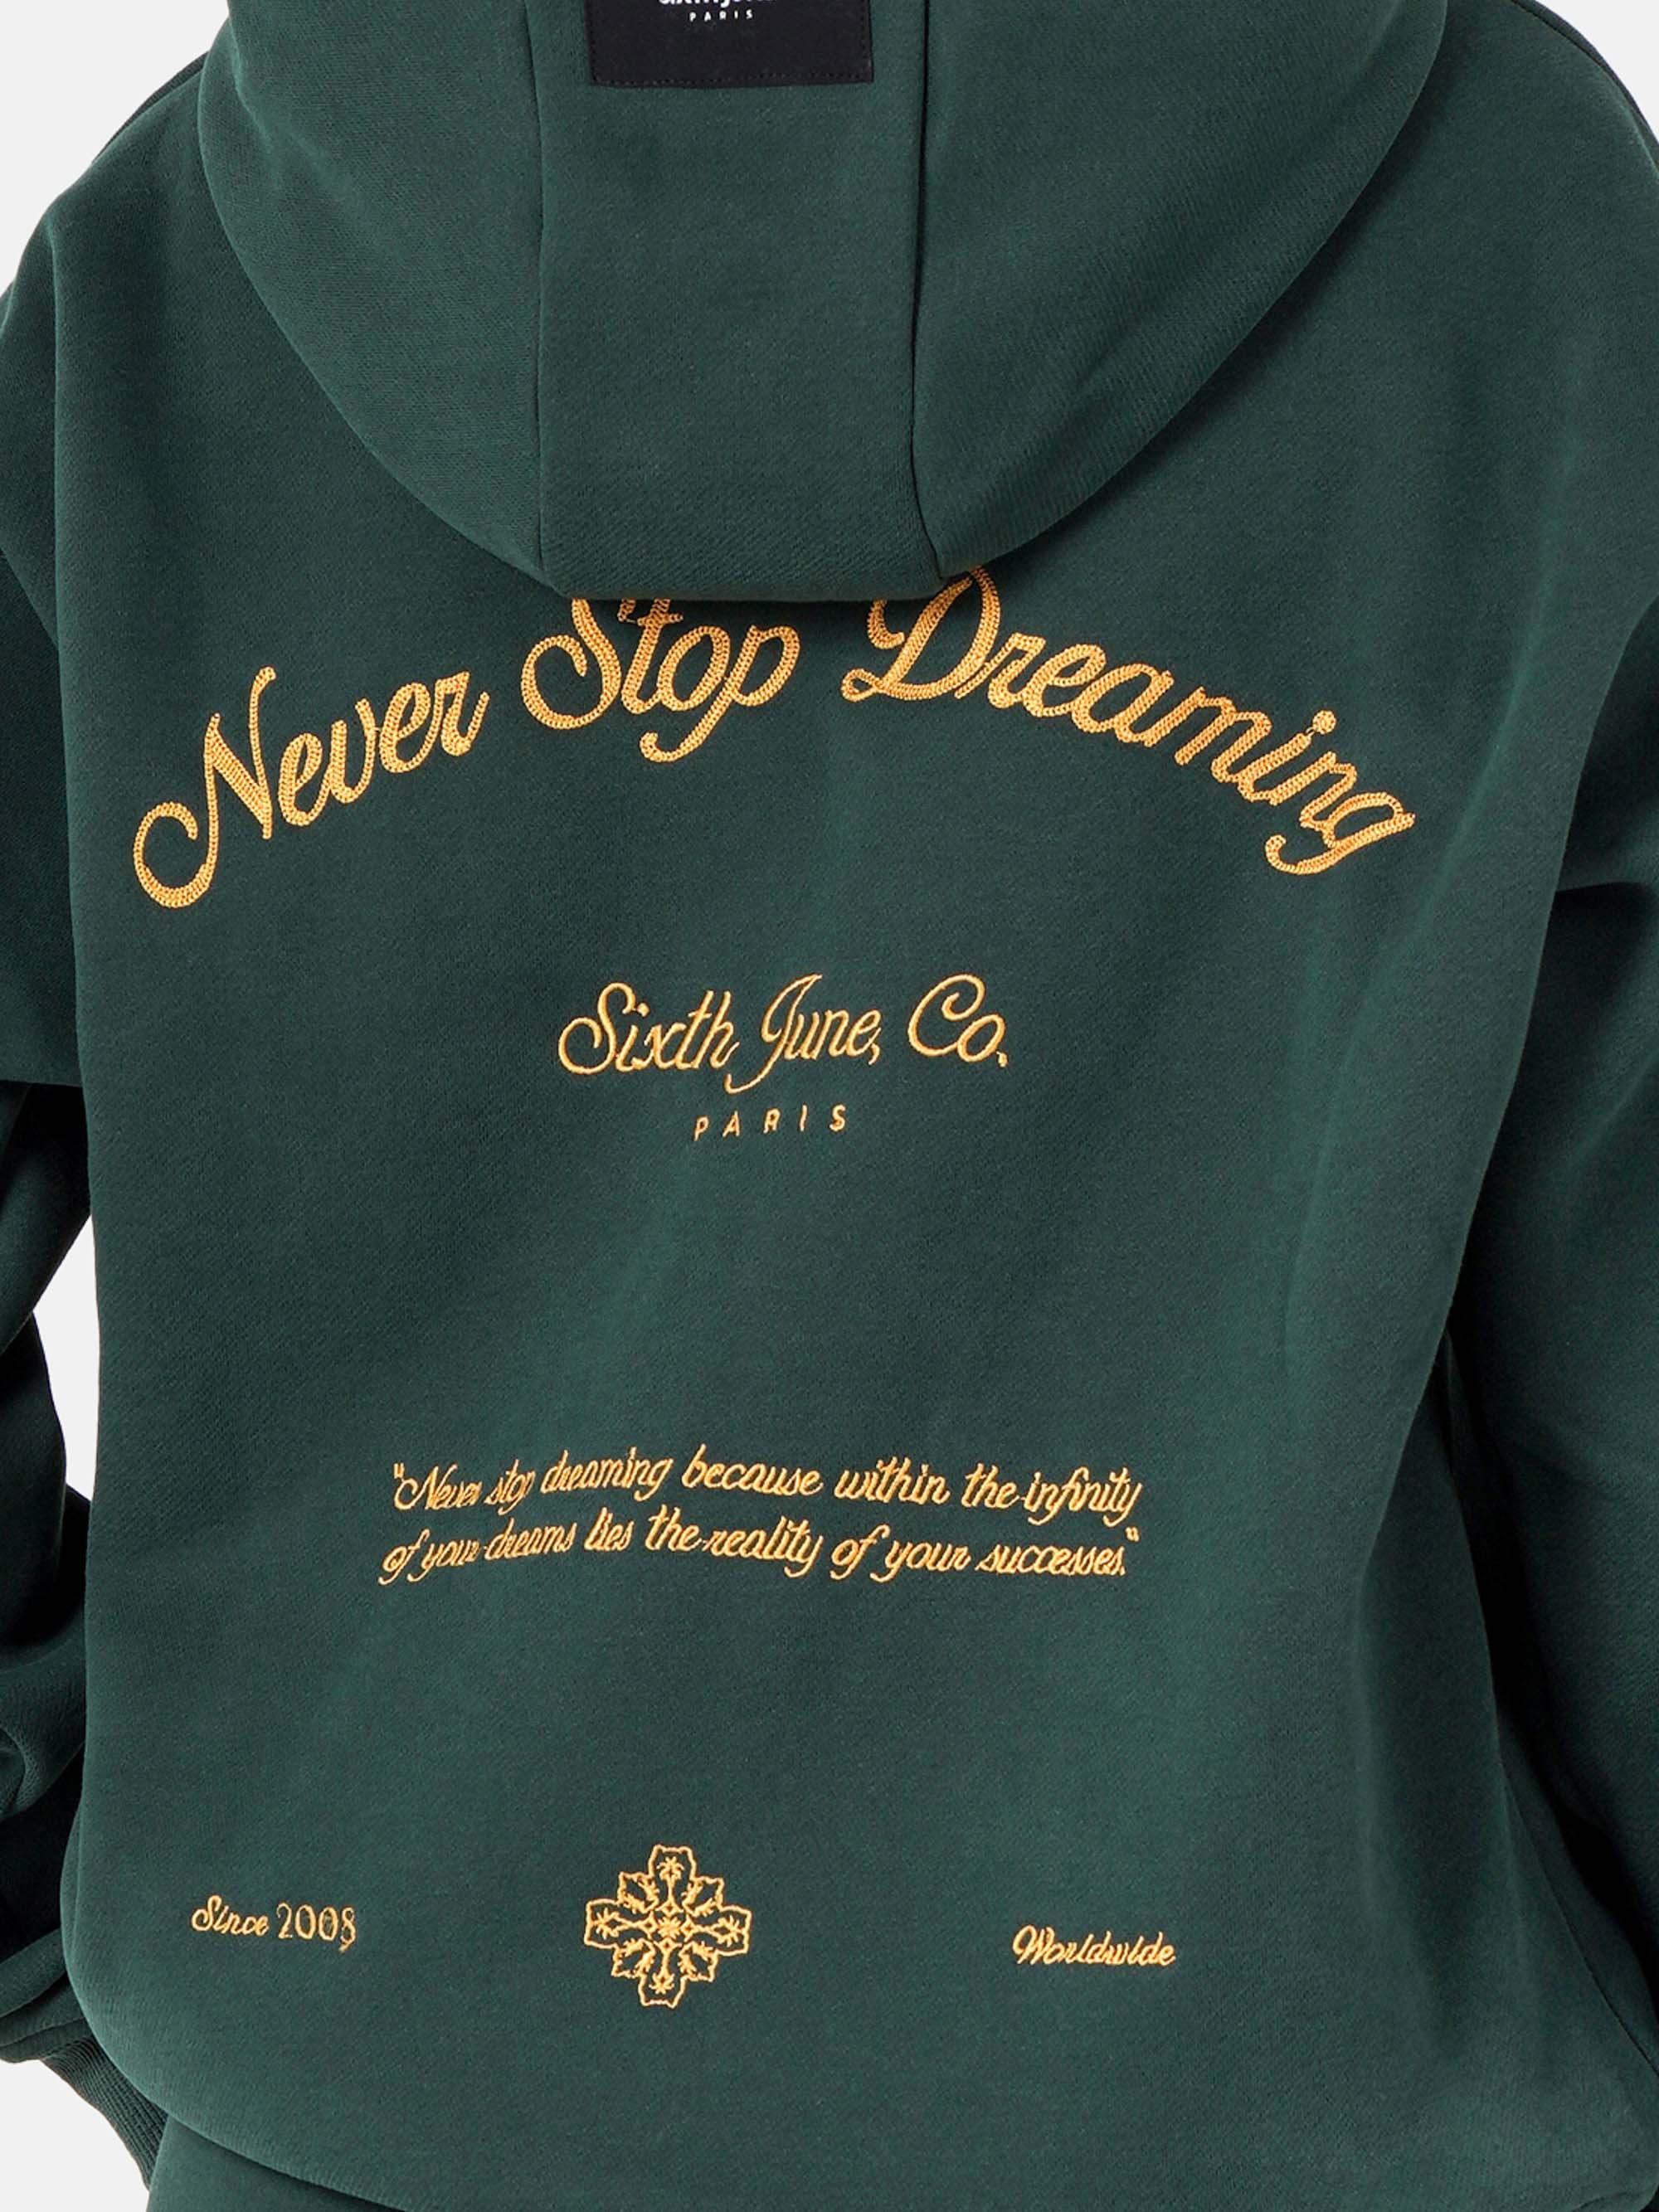 PARIS
Never Stop Dreaming
Sixth June, Co.
PARIS
"Never stop dreaming because within the infinity
of your dreams lies the reality of your successes."
Since 2008
Worldwide